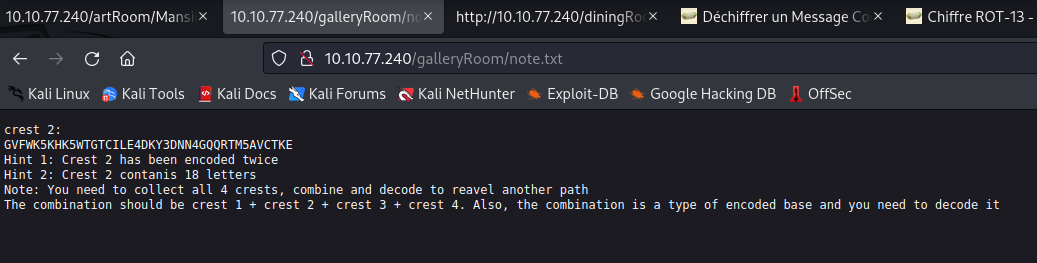 10.10.77.240/artRoom/Mansi
10.10.77.240/galleryRoom/no
http://10.10.77.240/diningRoo
Déchiffrer un Message Co
Chiffre ROT-13 -
10.10.77.240/galleryRoom/note.txt
Kali Linux Kali Tools Kali Docs Kali Forums Kali NetHunter Exploit-DB Google Hacking DB OffSec
crest 2:
GVFWK5KHK5WTGTCILE4DKY3DNN4GQQRTM5AVCTKE
Hint 1: Crest 2 has been encoded twice
Hint 2: Crest 2 contanis 18 letters
Note: You need to collect all 4 crests, combine and decode to reavel another path
The combination should be crest 1 + crest 2 + crest 3 + crest 4. Also, the combination is a type of encoded base and you need to decode it